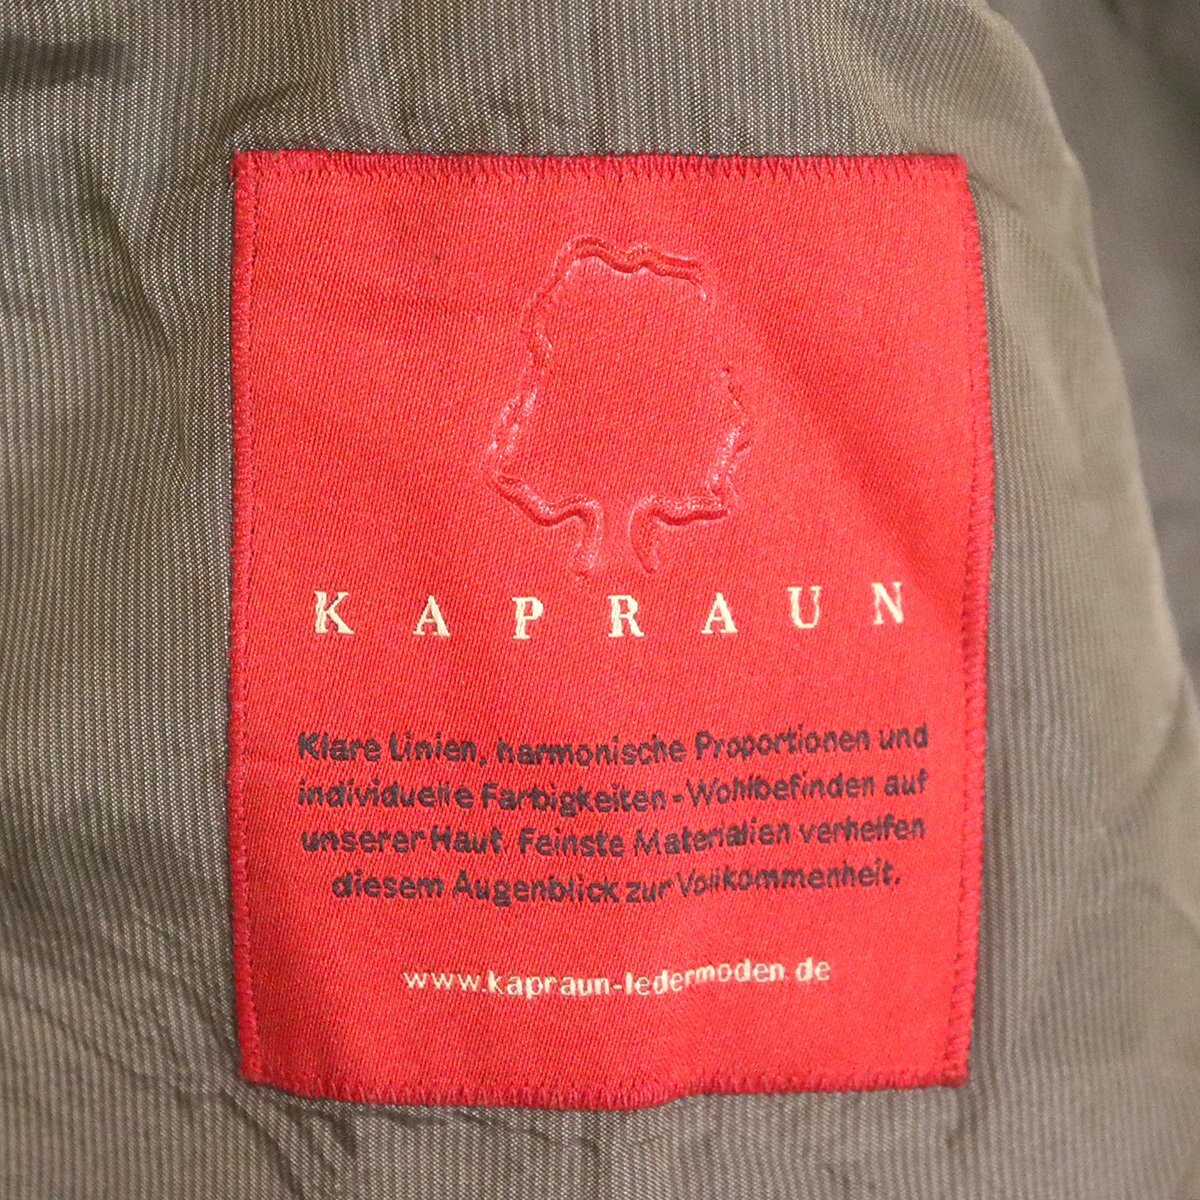 KAPRAUN
Klare Linien, harmonische Proportionen und
individuelle Farbigkeiten - Wohlbefinden auf
unserer Haut. Feinste Materialien verhelfen
diesem Augenblick zur Vollkommenheit.
www.kapraun-ledermoden.de